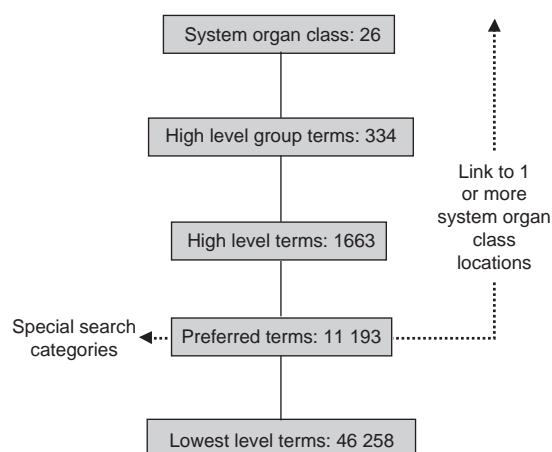 System organ class: 26
High level group terms: 334
Link to 1
or more
system organ
class
locations
High level terms: 1663
Special search
categories
Preferred terms: 11 193
Lowest level terms: 46 258